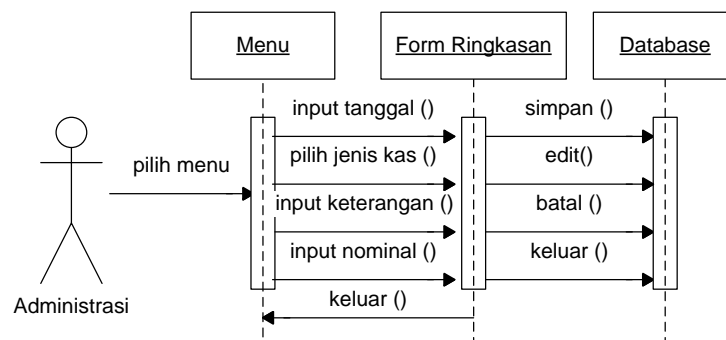 Menu
Form Ringkasan
Database
input tanggal ()
simpan ()
pilih jenis kas ()
edit()
pilih menu
input keterangan ()
batal ()
input nominal ()
keluar ()
Administrasi
keluar ()